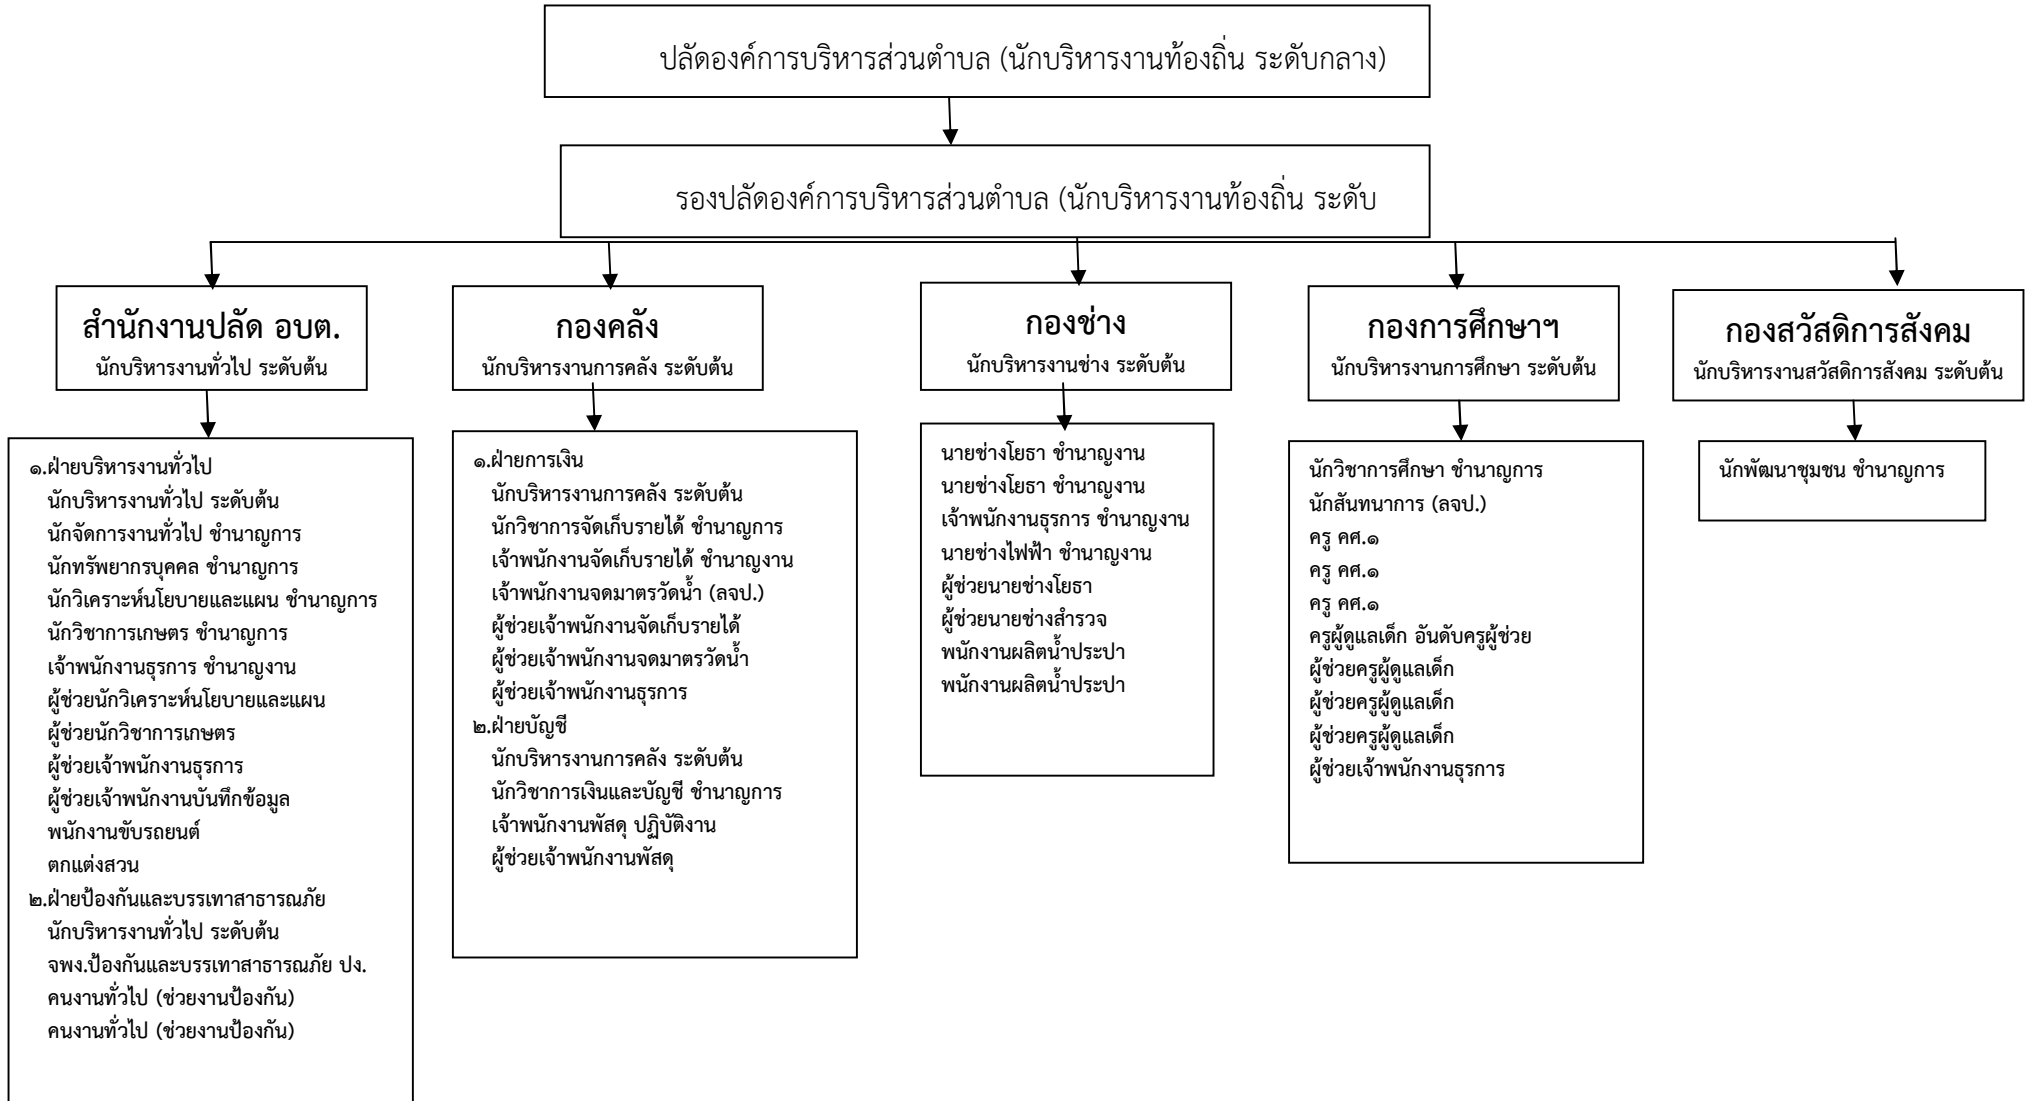 ปลัดองค์การบริหารส่วนตำบล (นักบริหารงานท้องถิ่น ระดับกลาง)
รองปลัดองค์การบริหารส่วนตำบล (นักบริหารงานท้องถิ่น ระดับ
สำนักงานปลัด อบต.
นักบริหารงานทั่วไป ระดับต้น
กองคลัง
นักบริหารงานการคลัง ระดับต้น
กองช่าง
นักบริหารงานช่าง ระดับต้น
กองการศึกษาฯ
นักบริหารงานการศึกษา ระดับต้น
กองสวัสดิการสังคม
นักบริหารงานสวัสดิการสังคม ระดับต้น
๑.ฝ่ายบริหารงานทั่วไป
นักบริหารงานทั่วไป ระดับต้น
นักจัดการงานทั่วไป ชำนาญการ
นักทรัพยากรบุคคล ชำนาญการ
นักวิเคราะห์นโยบายและแผน ชำนาญการ
นักวิชาการเกษตร ชำนาญการ
เจ้าพนักงานธุรการ ชำนาญงาน
ผู้ช่วยนักวิเคราะห์นโยบายและแผน
ผู้ช่วยนักวิชาการเกษตร
ผู้ช่วยเจ้าพนักงานธุรการ
ผู้ช่วยเจ้าพนักงานบันทึกข้อมูล
พนักงานขับรถยนต์
ตกแต่งสวน
๒.ฝ่ายป้องกันและบรรเทาสาธารณภัย
นักบริหารงานทั่วไป ระดับต้น
จพง.ป้องกันและบรรเทาสาธารณภัย ปง.
คนงานทั่วไป (ช่วยงานป้องกัน)
คนงานทั่วไป (ช่วยงานป้องกัน)
๑.ฝ่ายการเงิน
นักบริหารงานการคลัง ระดับต้น
นักวิชาการจัดเก็บรายได้ ชำนาญการ
เจ้าพนักงานจัดเก็บรายได้ ชำนาญงาน
เจ้าพนักงานจดมาตรวัดน้ำ (ลจป.)
ผู้ช่วยเจ้าพนักงานจัดเก็บรายได้
ผู้ช่วยเจ้าพนักงานจดมาตรวัดน้ำ
ผู้ช่วยเจ้าพนักงานธุรการ
๒.ฝ่ายบัญชี
นักบริหารงานการคลัง ระดับต้น
นักวิชาการเงินและบัญชี ชำนาญการ
เจ้าพนักงานพัสดุ ปฏิบัติงาน
ผู้ช่วยเจ้าพนักงานพัสดุ
นายช่างโยธา ชำนาญงาน
นายช่างโยธา ชำนาญงาน
เจ้าพนักงานธุรการ ชำนาญงาน
นายช่างไฟฟ้า ชำนาญงาน
ผู้ช่วยนายช่างโยธา
ผู้ช่วยนายช่างสำรวจ
พนักงานผลิตน้ำประปา
พนักงานผลิตน้ำประปา
นักวิชาการศึกษา ชำนาญการ
นักสันทนาการ (ลจป.)
ครู คศ.๑
ครู คศ.๑
ครู คศ.๑
ครูผู้ดูแลเด็ก อันดับครูผู้ช่วย
ผู้ช่วยครูผู้ดูแลเด็ก
ผู้ช่วยครูผู้ดูแลเด็ก
ผู้ช่วยครูผู้ดูแลเด็ก
ผู้ช่วยเจ้าพนักงานธุรการ
นักพัฒนาชุมชน ชำนาญการ